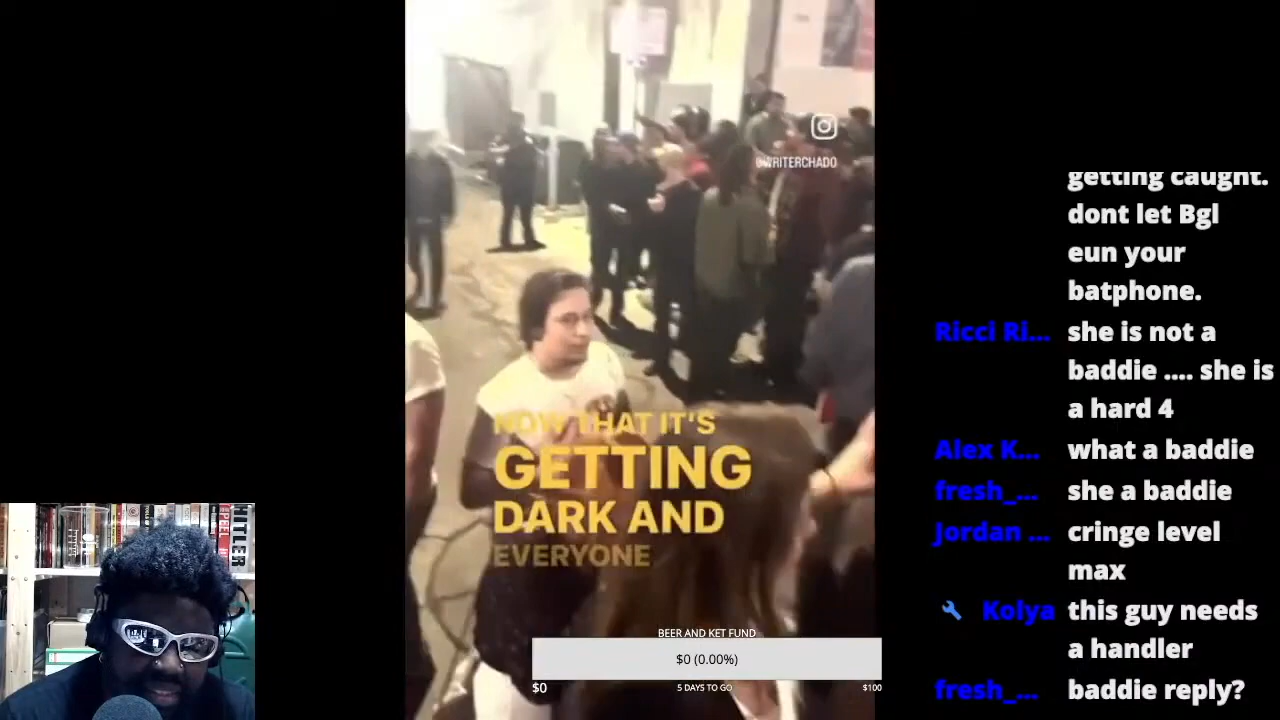 @WRITERCHADO
NOW THAT IT'S
GETTING
DARK AND
EVERYONE
BEER AND KET FUND
$0 (0.00%)
$0
5 DAYS TO GO
$100
getting caught.
dont let Bgl
eun your
batphone.
Ricci Ri... she is not a
baddie .... she is
a hard 4
Alex K... what a baddie
fresh_... she a baddie
Jordan ... cringe level
max
Kolya this guy needs
a handler
fresh_... baddie reply?
PEEL
HITLER